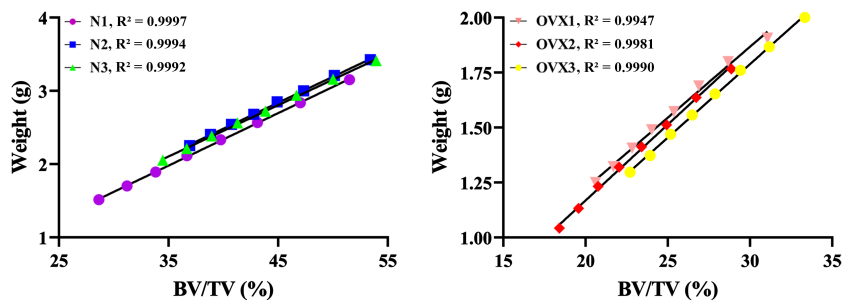 N1, R² = 0.9997
N2, R² = 0.9994
N3, R² = 0.9992
Weight (g)
4
3
2
1
25
35
45
55
BV/TV (%)
OVX1, R² = 0.9947
OVX2, R² = 0.9981
OVX3, R² = 0.9990
Weight (g)
2.00
1.75
1.50
1.25
1.00
15
20
25
30
35
BV/TV (%)